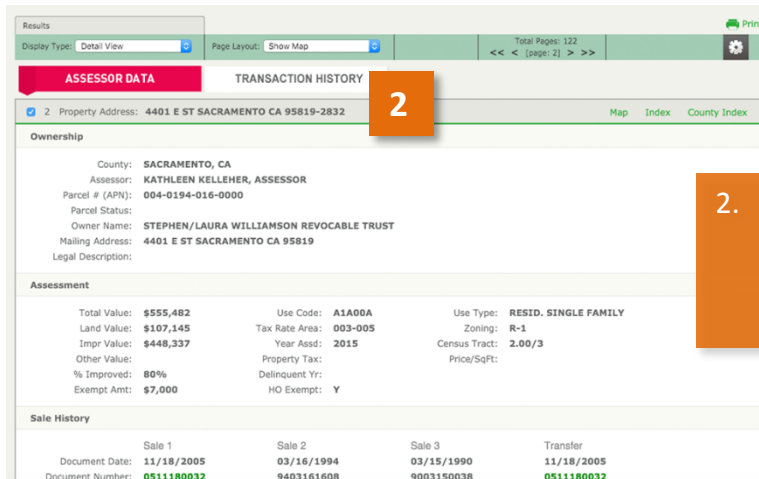 Results
Prin
Display Type: Detail View Page Layout: Show Map Total Pages: 122
<< < [page: 2] > >>
ASSESSOR DATA TRANSACTION HISTORY
2
2 Property Address: 4401 E ST SACRAMENTO CA 95819-2832 Map Index County Index
Ownership
County: SACRAMENTO, CA
Assessor: KATHLEEN KELLEHER, ASSESSOR
Parcel # (APN): 004-0194-016-0000
Parcel Status:
Owner Name: STEPHEN/LAURA WILLIAMSON REVOCABLE TRUST
Mailing Address: 4401 E ST SACRAMENTO CA 95819
Legal Description:
2.
Assessment
Total Value: $555,482 Use Code: A1A00A Use Type: RESID. SINGLE FAMILY
Land Value: $107,145 Tax Rate Area: 003-005 Zoning: R-1
Impr Value: $448,337 Year Assd: 2015 Census Tract: 2.00/3
Other Value: Property Tax: Price/SqFt:
% Improved: 80% Delinquent Yr:
Exempt Amt: $7,000 HO Exempt: Y
Sale History
Sale 1 Sale 2 Sale 3 Transfer
Document Date: 11/18/2005 03/16/1994 03/15/1990 11/18/2005
Document Number: 0511180032 9403161608 9003150038 0511180032